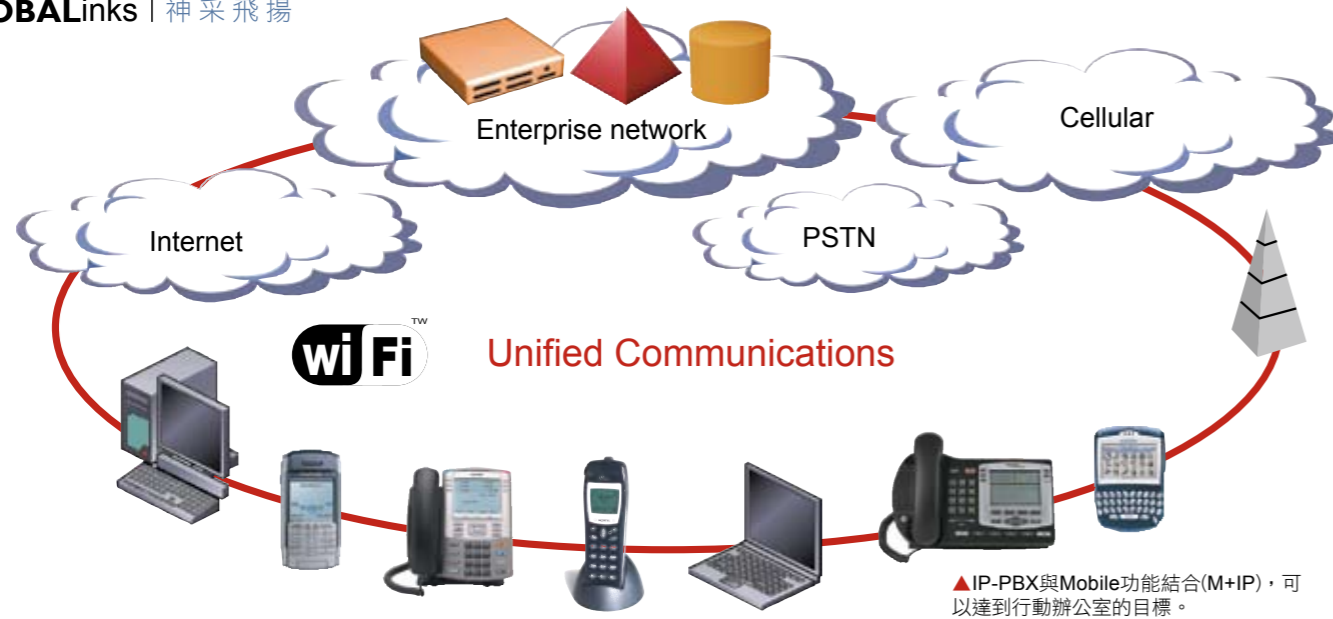 OBALinks | 神采飛揚
Enterprise network
Cellular
Internet
PSTN
Wi Fi
TW
Unified Communications
▲IP-PBX與Mobile功能結合(M+IP)，可
以達到行動辦公室的目標。